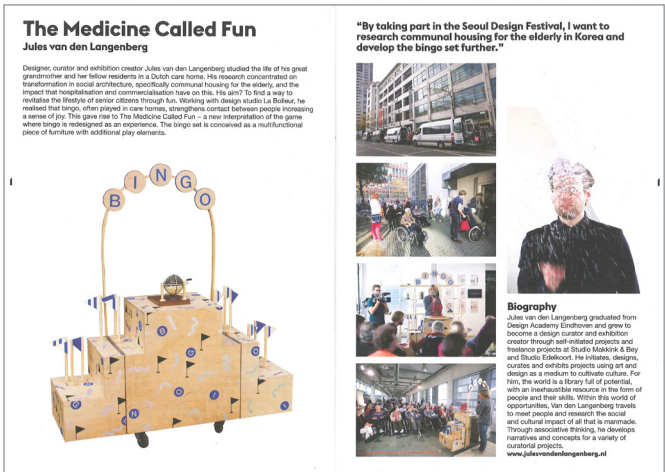 The Medicine Called Fun
Jules van den Langenberg
Designer, curator and exhibition creator Jules van den Langenberg studied the life of his great
grandmother and her fellow residents in a Dutch care home. His research concentrated on
transformation in social architecture, specifically communal housing for the elderly, and the
impact that hospitalisation and commercialisation have on this. His aim? To find a way to
revitalise the lifestyle of senior citizens through fun. Working with design studio La Bolleur, he
realised that bingo, often played in care homes, strengthens contact between people increasing
a sense of joy. This gave rise to The Medicine Called Fun – a new interpretation of the game
where bingo is redesigned as an experience. The bingo set is conceived as a multifunctional
piece of furniture with additional play elements.
BINGO
"By taking part in the Seoul Design Festival, I want to
research communal housing for the elderly in Korea and
develop the bingo set further."
BINGO
Biography
Jules van den Langenberg graduated from
Design Academy Eindhoven and grew to
become a design curator and exhibition
creator through self-initiated projects and
freelance projects at Studio Makkink & Bey
and Studio Edelkoort. He initiates, designs,
curates and exhibits projects using art and
design as a medium to cultivate culture. For
him, the world is a library full of potential,
with an inexhaustible resource in the form of
people and their skills. Within this world of
opportunities, Van den Langenberg travels
to meet people and research the social
and cultural impact of all that is manmade.
Through associative thinking, he develops
narratives and concepts for a variety of
curatorial projects.
www.julesvandenlangenberg.nl